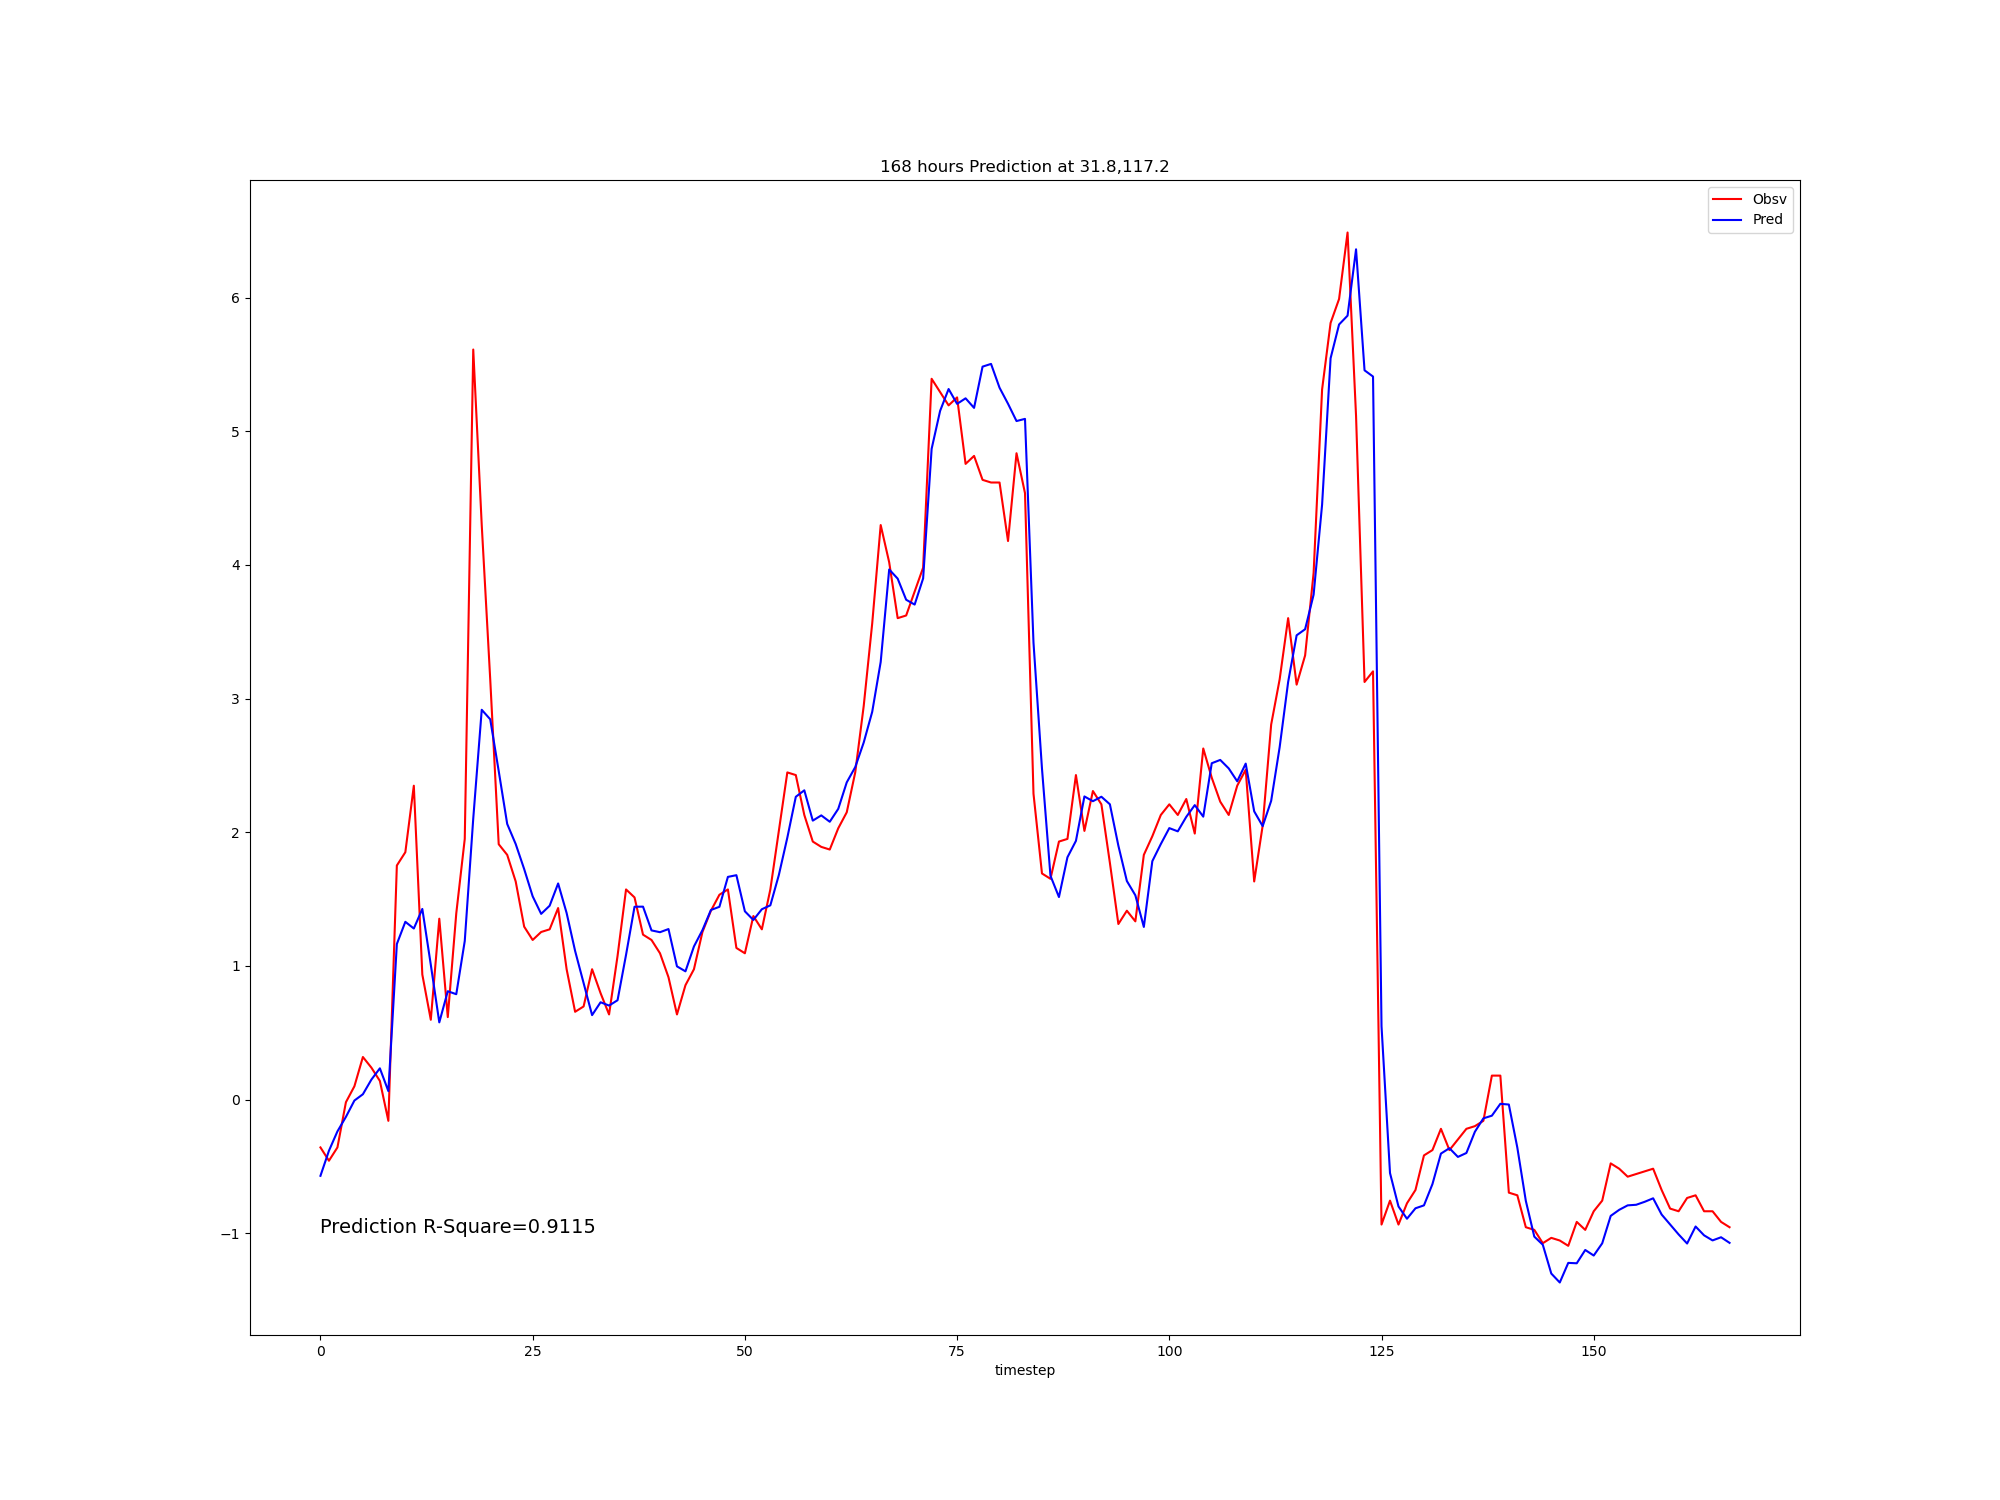 168 hours Prediction at 31.8,117.2
Obsv
Pred
6
5
4
3
2
1
0
−1
Prediction R-Square=0.9115
0 25 50 75 100 125 150
timestep